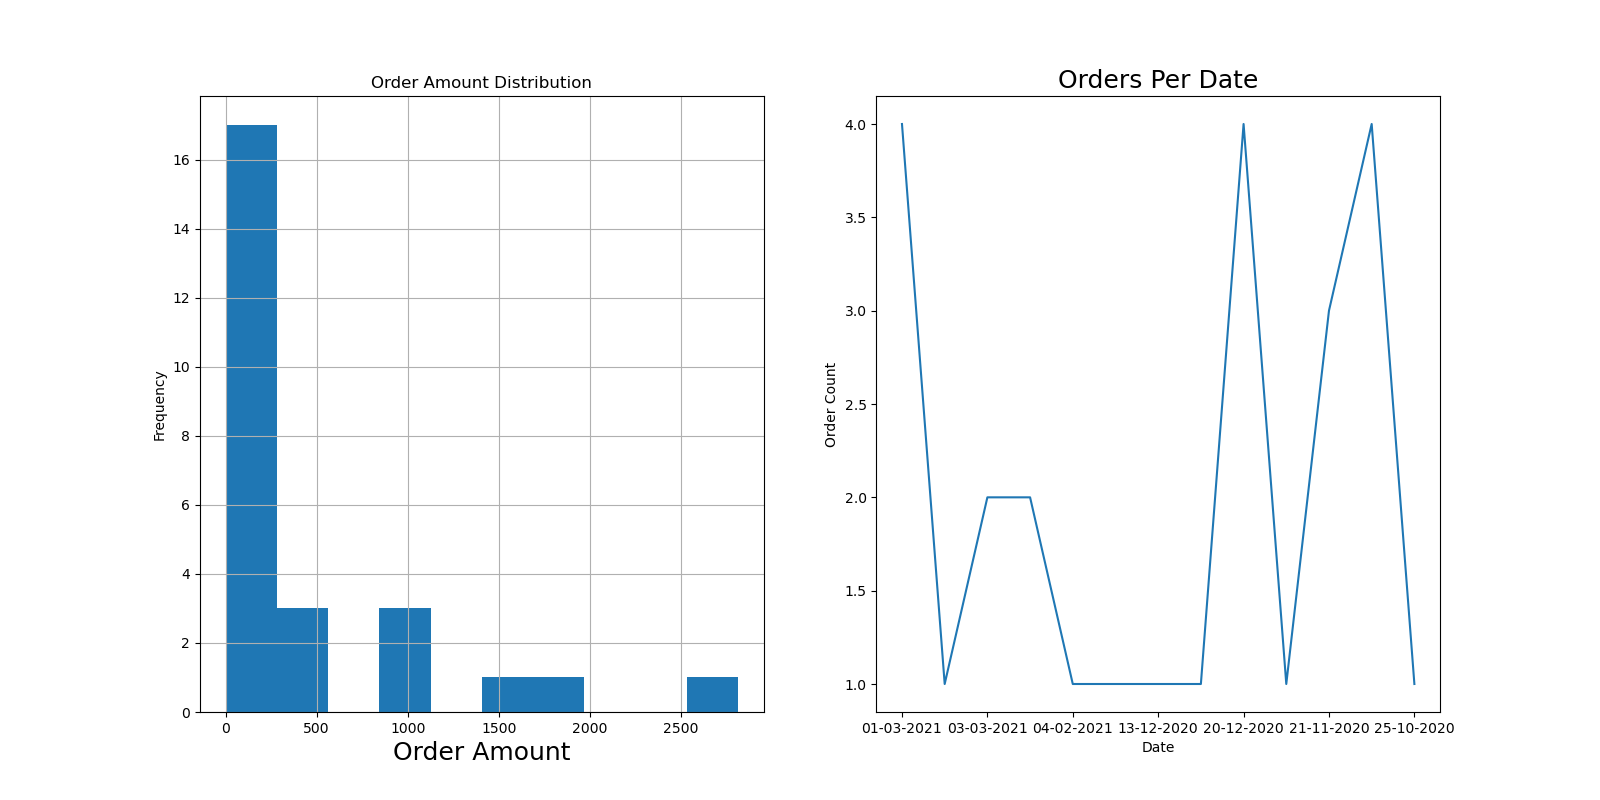 Order Amount Distribution
Frequency
16
14
12
10
8
6
4
2
0
0 500 1000 1500 2000 2500
Order Amount
Orders Per Date
Order Count
4.0
3.5
3.0
2.5
2.0
1.5
1.0
01-03-2021 03-03-2021 04-02-2021 13-12-2020 20-12-2020 21-11-2020 25-10-2020
Date